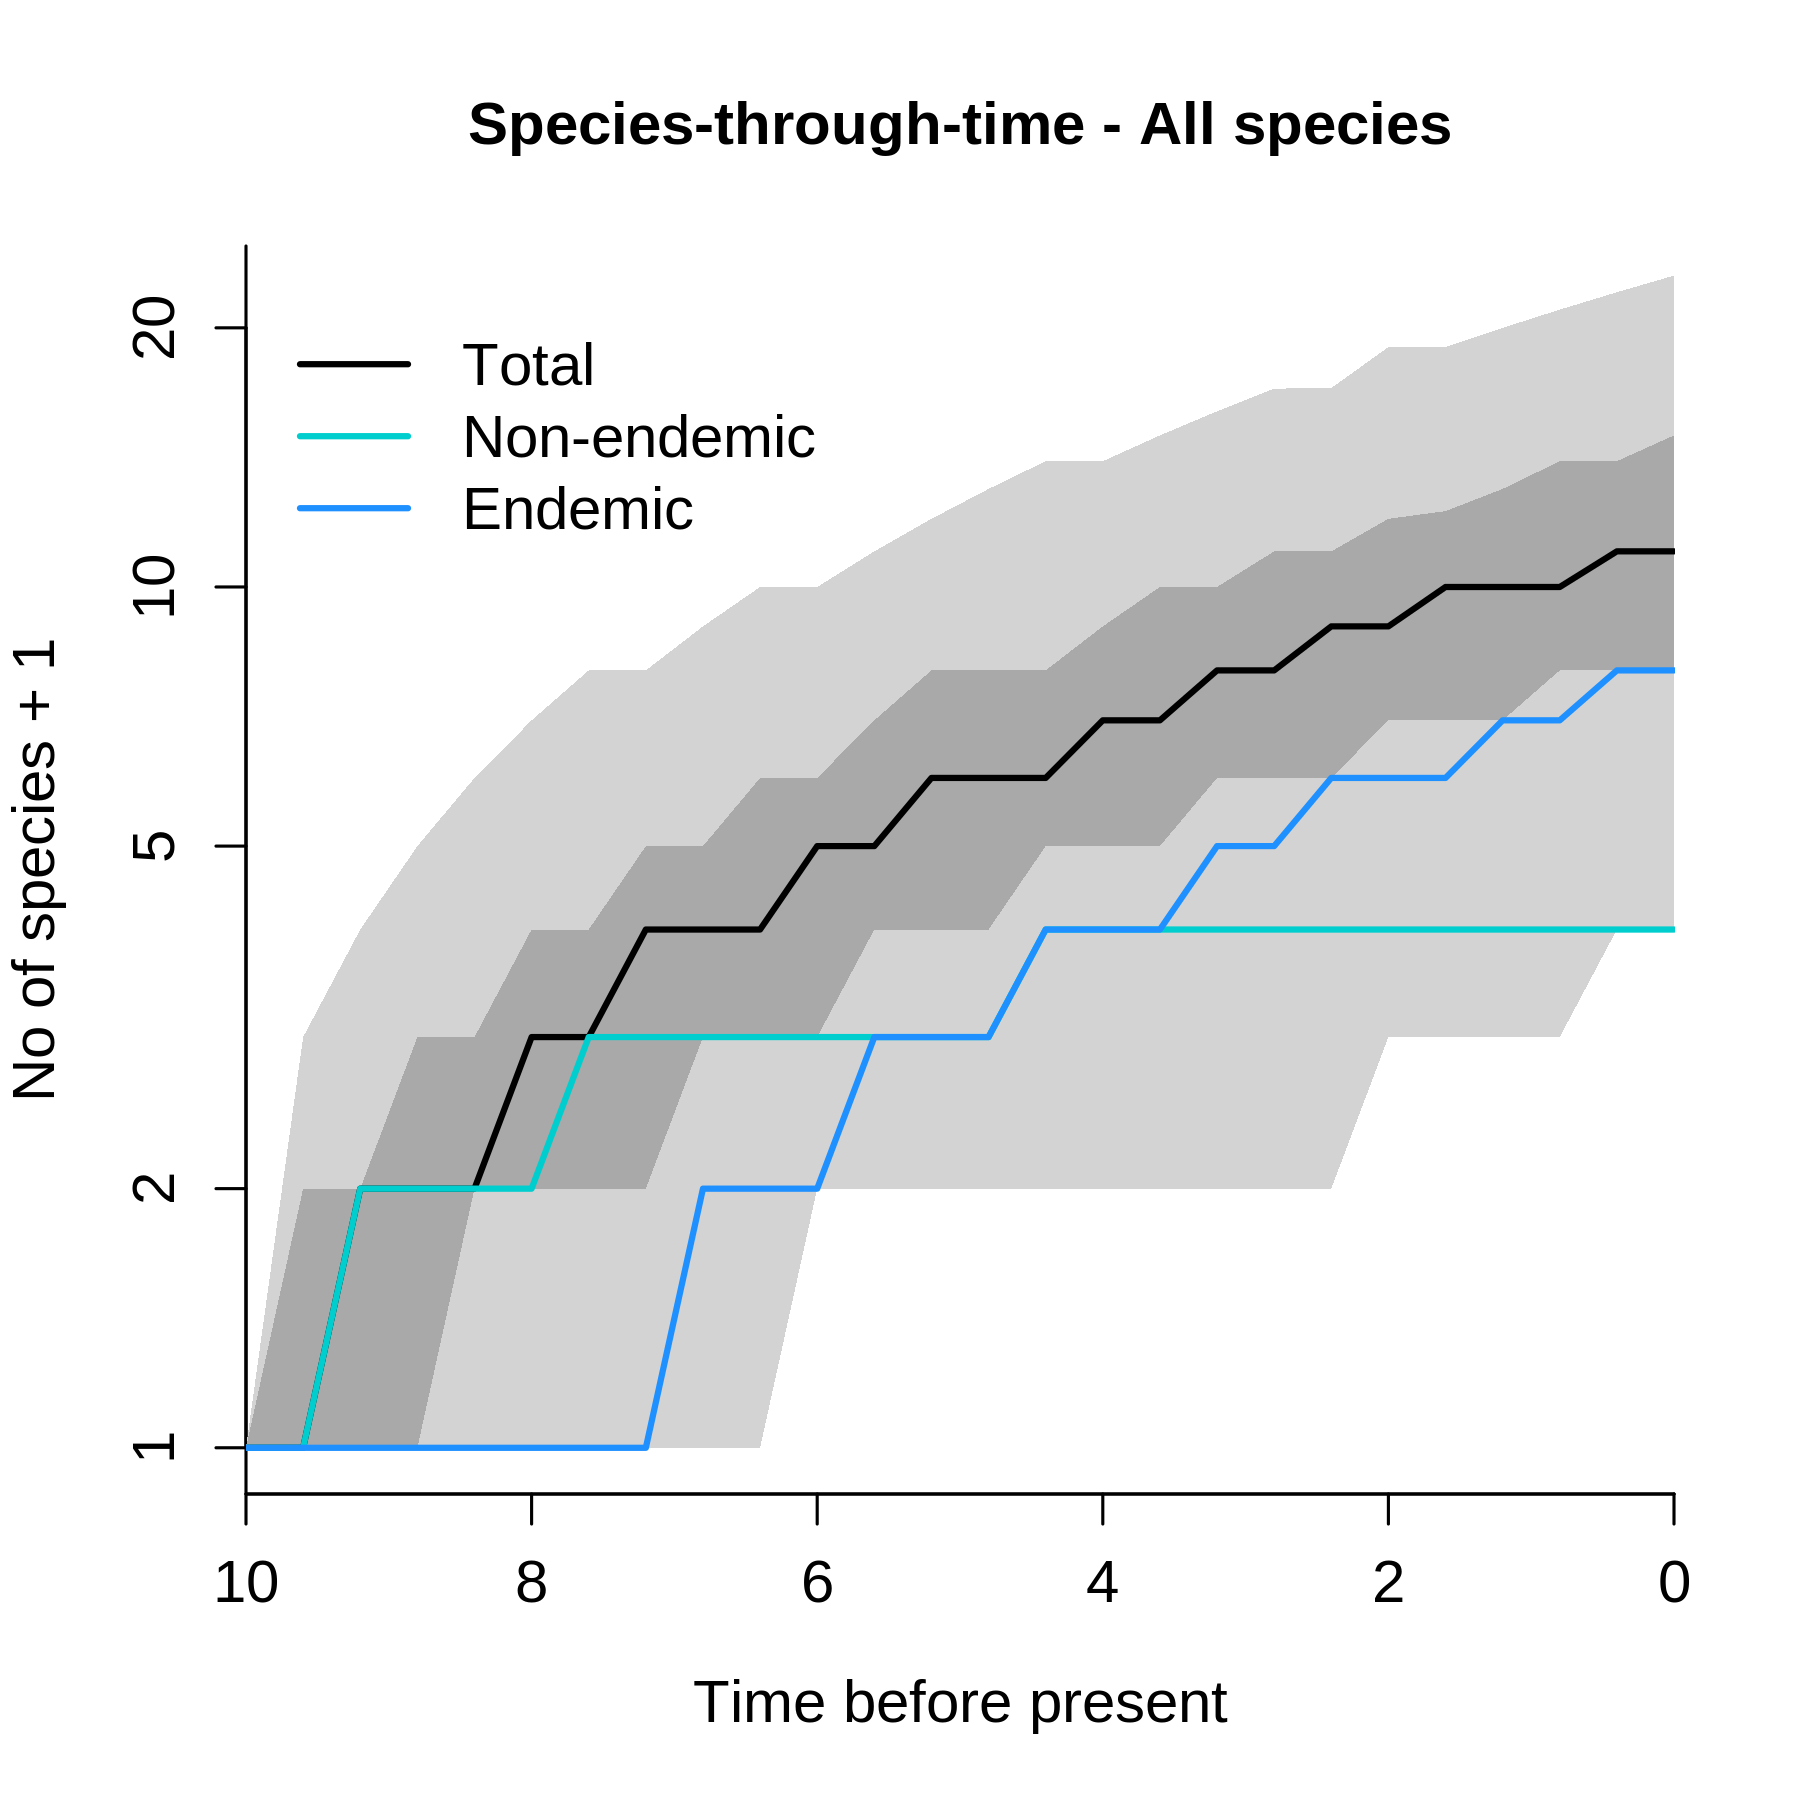 Species-through-time - All species
Total
Non-endemic
Endemic
No of species + 1
20
10
5
2
1
10 8 6 4 2 0
Time before present